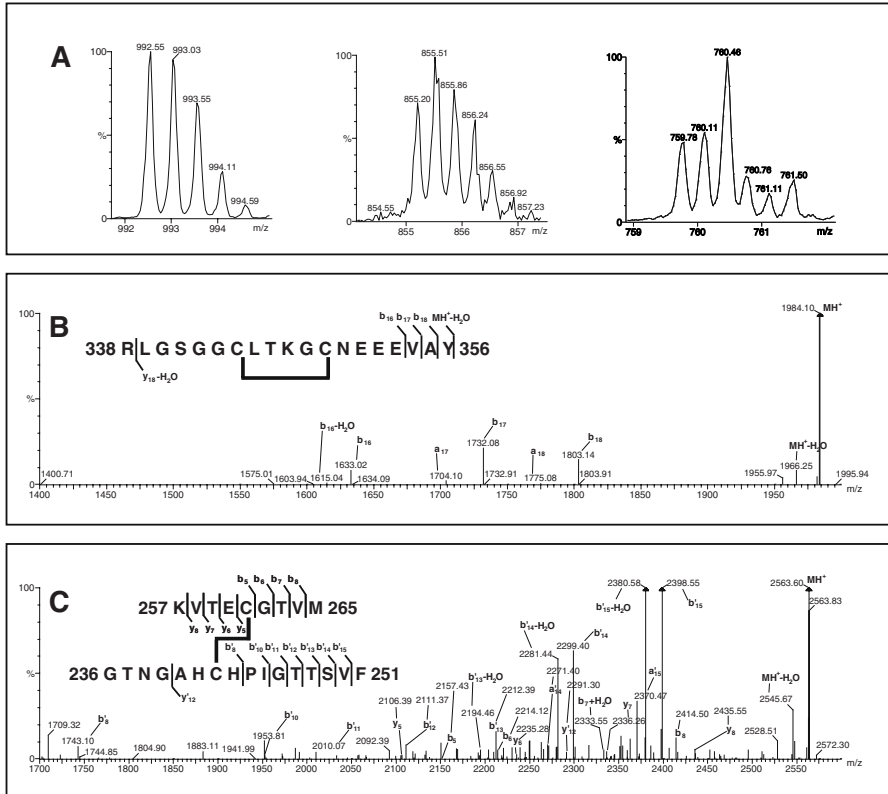 A
100
%
0
992.55
993.03
993.55
994.11
994.59
992
993
994
m/z
100
%
0
854.55
855.20
855.51
855.86
856.24
856.55
856.92
857.23
855
856
857
m/z
100
%
0
759.78
760.11
760.46
760.76
761.11
761.50
759
760
761
m/z
B
100
%
0
b16 b17 b18 MH+-H2O
338 R L G S G G C L T K G C N E E E V A Y 356
y18-H2O
1984.10
MH+
b16-H2O
b16
1633.02
a17
b17
1732.08
a18
b18
1803.14
MH+-H2O
1966.25
1400.71
1575.01
1603.94
1615.04
1634.09
1704.10
1732.91
1775.08
1803.91
1955.97
1995.94
1400
1450
1500
1550
1600
1650
1700
1750
1800
1850
1900
1950
m/z
C
100
%
0
b5 b6 b7 b8
257 K V T E C G T V M 265
y8 y7 y6 y5
b'8 b'10 b'11 b'12 b'13 b'14 b'15
236 G T N G A H C H P I G T T S V F 251
y'12
1709.32
1743.10
b'8
1744.85
1804.90
1883.11
1941.99
1953.81
b'10
2010.07
b'11
2092.39
2106.39
y5
2111.37
b'12
2157.43
b5
b'13-H2O
2194.46
2212.39
b'13
2214.12
b6
y6
2235.28
b'14-H2O
2281.44
2271.40
a'14
2299.40
b'14
2291.30
y'12
b7+H2O
2333.55
2336.26
y7
2380.58
b'15-H2O
2398.55
b'15
a'15
2370.47
2414.50
b8
2435.55
y8
2528.51
MH+-H2O
2545.67
2563.60
MH+
2563.83
2572.30
1700
1750
1800
1850
1900
1950
2000
2050
2100
2150
2200
2250
2300
2350
2400
2450
2500
2550
m/z